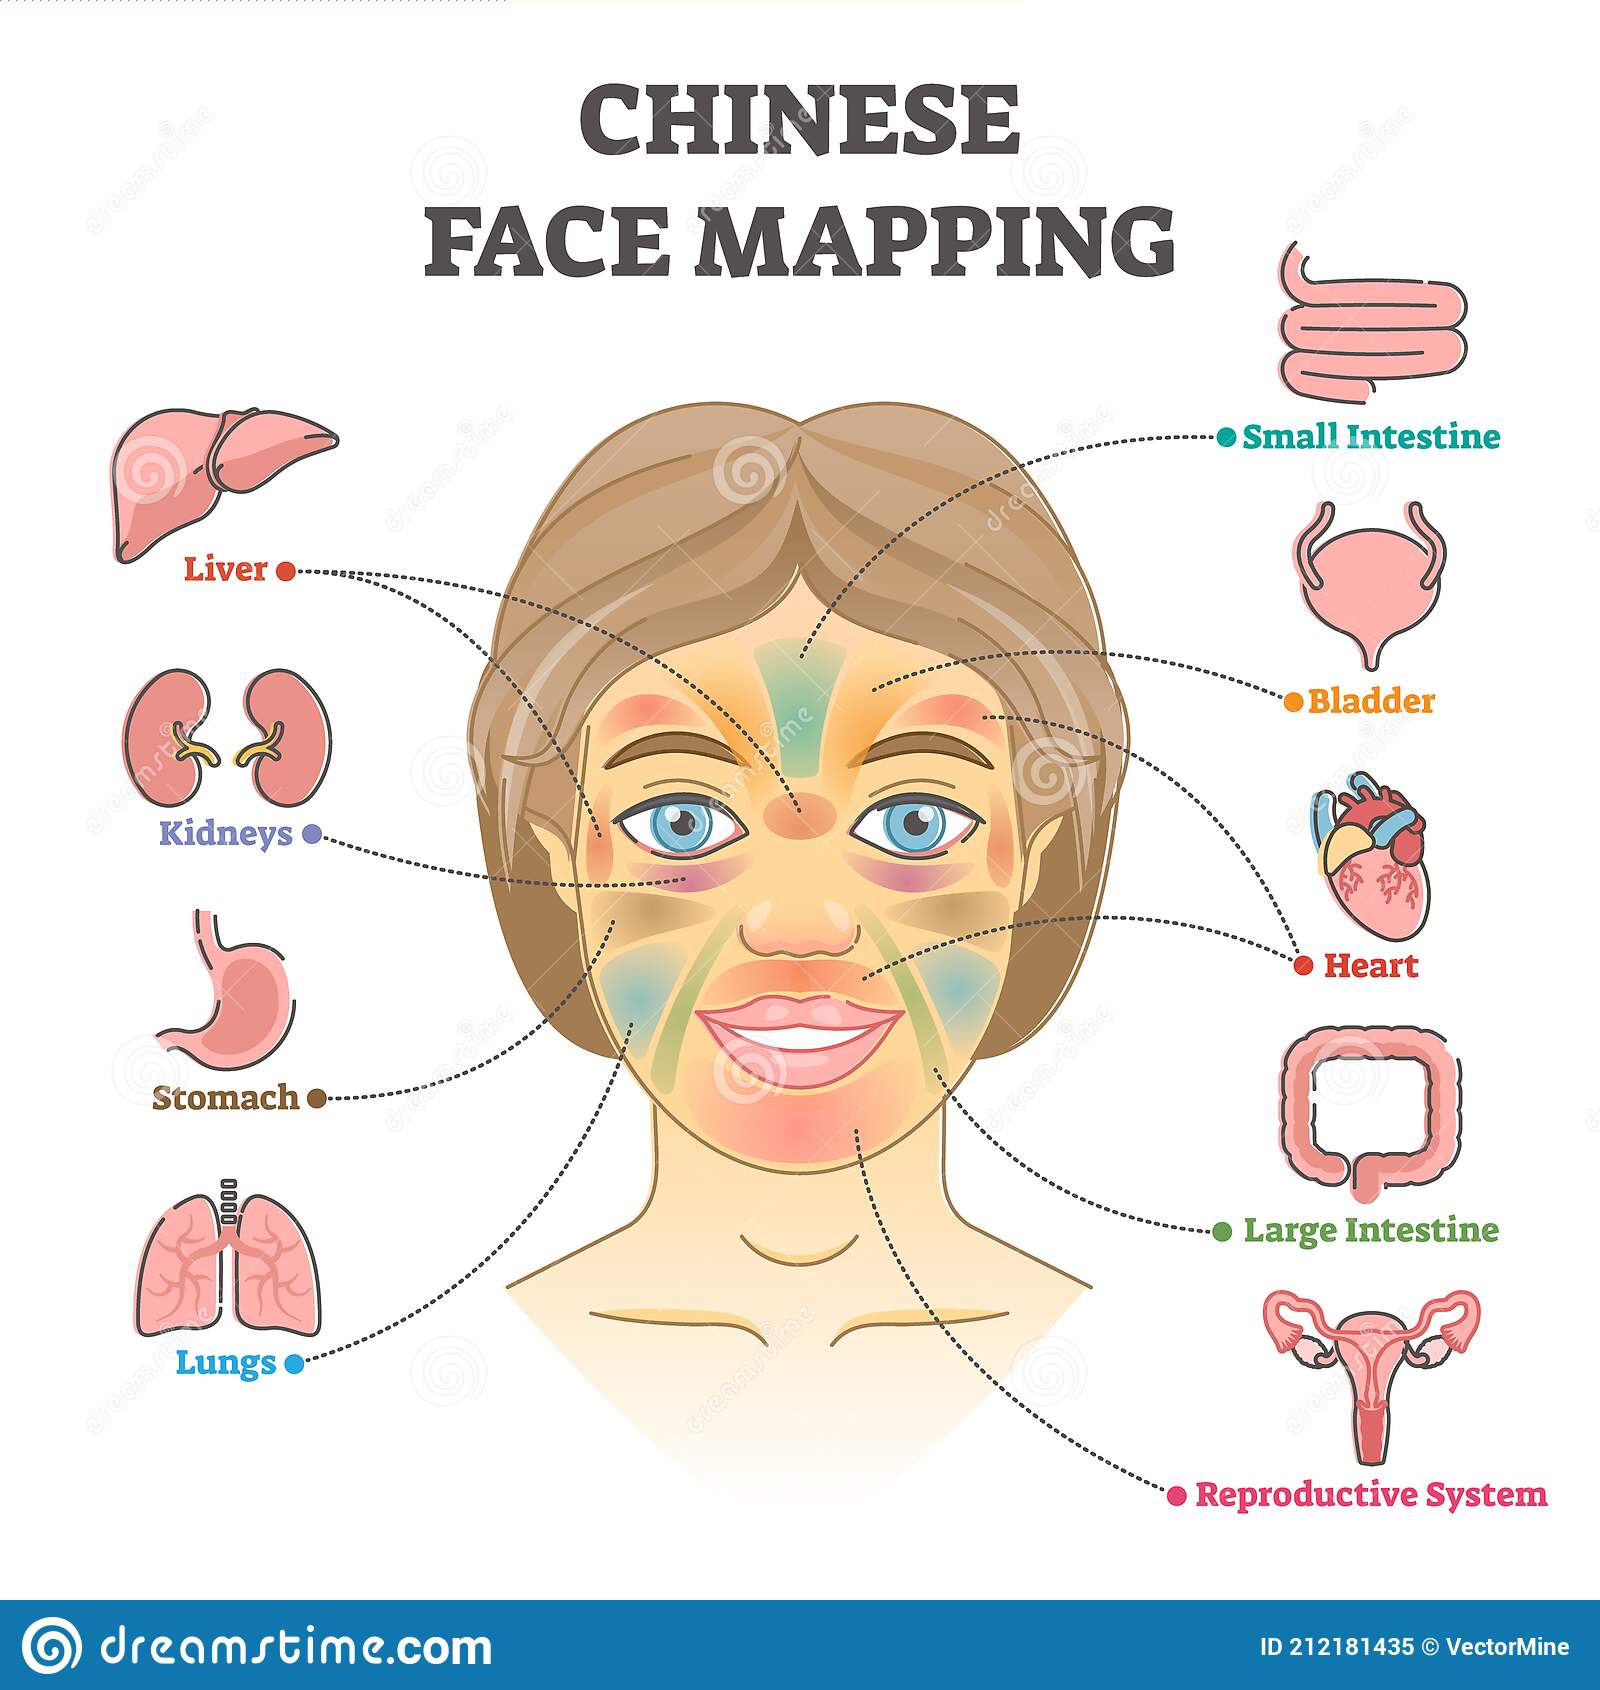 CHINESE
FACE MAPPING
Small Intestine
Liver
Bladder
Kidneys
Heart
Stomach
Large Intestine
Lungs
Reproductive System
dreamstime.com
ID 212181435 © VectorMine